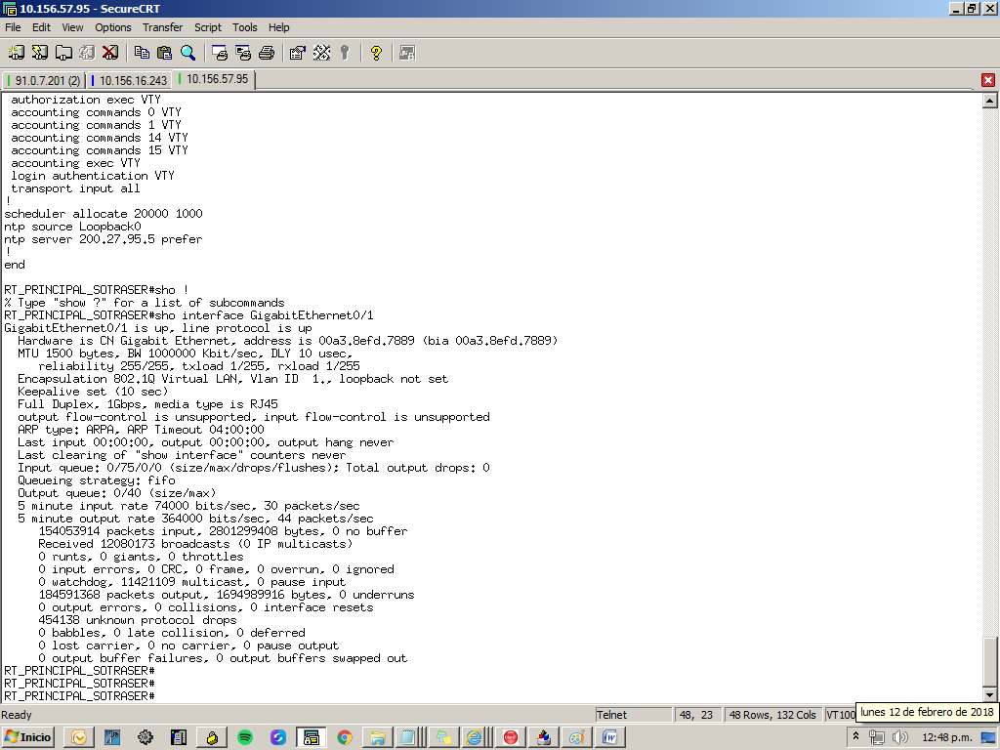 10.156.57.95 - SecureCRT
File Edit View Options Transfer Script Tools Help
91.0.7.201 (2) 10.156.16.243 10.156.57.95
authorization exec VTY
accounting commands 0 VTY
accounting commands 1 VTY
accounting commands 14 VTY
accounting commands 15 VTY
accounting exec VTY
login authentication VTY
transport input all
!
scheduler allocate 20000 1000
ntp source Loopback0
ntp server 200.27.95.5 prefer
!
end
RT_PRINCIPAL_SOTRASER#sho !
% Type "show ?" for a list of subcommands
RT_PRINCIPAL_SOTRASER#sho interface GigabitEthernet0/1
GigabitEthernet0/1 is up, line protocol is up
Hardware is CN Gigabit Ethernet, address is 00a3.8efd.7889 (bia 00a3.8efd.7889)
MTU 1500 bytes, BW 1000000 Kbit/sec, DLY 10 usec,
reliability 255/255, txload 1/255, rxload 1/255
Encapsulation 802.1Q Virtual LAN, Vlan ID  1., loopback not set
Keepalive set (10 sec)
Full Duplex, 1Gbps, media type is RJ45
output flow-control is unsupported, input flow-control is unsupported
ARP type: ARPA, ARP Timeout 04:00:00
Last input 00:00:00, output 00:00:00, output hang never
Last clearing of "show interface" counters never
Input queue: 0/75/0/0 (size/max/drops/flushes); Total output drops: 0
Queueing strategy: fifo
Output queue: 0/40 (size/max)
5 minute input rate 74000 bits/sec, 30 packets/sec
5 minute output rate 364000 bits/sec, 44 packets/sec
154053914 packets input, 2801299408 bytes, 0 no buffer
Received 12080173 broadcasts (0 IP multicasts)
0 runts, 0 giants, 0 throttles
0 input errors, 0 CRC, 0 frame, 0 overrun, 0 ignored
0 watchdog, 11421109 multicast, 0 pause input
184591368 packets output, 1694989916 bytes, 0 underruns
0 output errors, 0 collisions, 0 interface resets
454138 unknown protocol drops
0 babbles, 0 late collision, 0 deferred
0 lost carrier, 0 no carrier, 0 pause output
0 output buffer failures, 0 output buffers swapped out
RT_PRINCIPAL_SOTRASER#
RT_PRINCIPAL_SOTRASER#
RT_PRINCIPAL_SOTRASER#
Ready Telnet 48, 23 48 Rows, 132 Cols VT100
lunes 12 de febrero de 2018
Inicio 12:48 p.m.